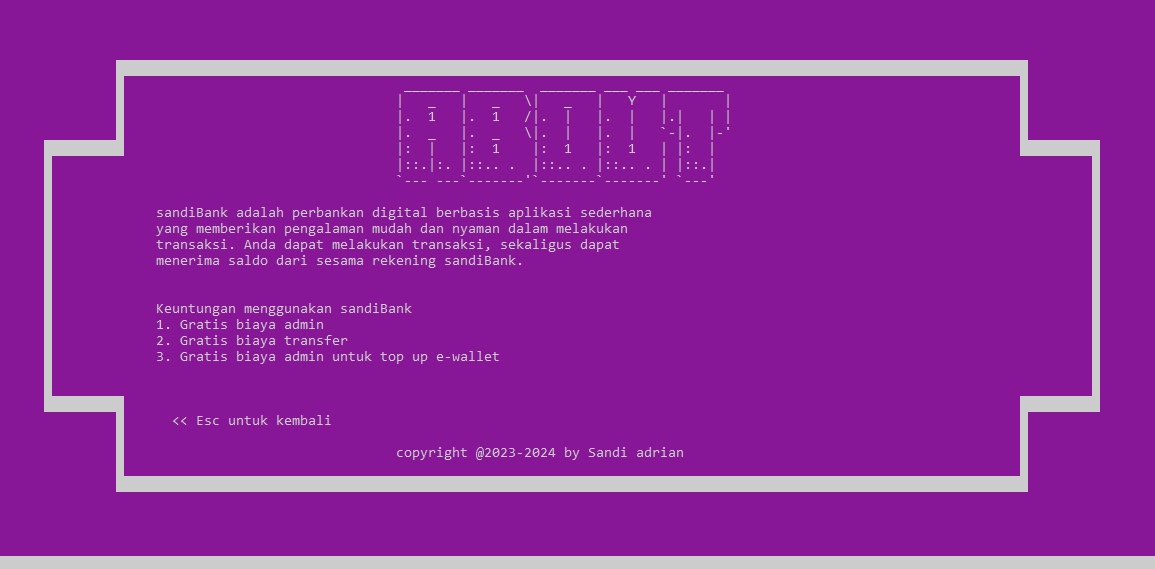 ABOUT
sandiBank adalah perbankan digital berbasis aplikasi sederhana
yang memberikan pengalaman mudah dan nyaman dalam melakukan
transaksi. Anda dapat melakukan transaksi, sekaligus dapat
menerima saldo dari sesama rekening sandiBank.
Keuntungan menggunakan sandiBank
1. Gratis biaya admin
2. Gratis biaya transfer
3. Gratis biaya admin untuk top up e-wallet
<< Esc untuk kembali
copyright @2023-2024 by Sandi adrian